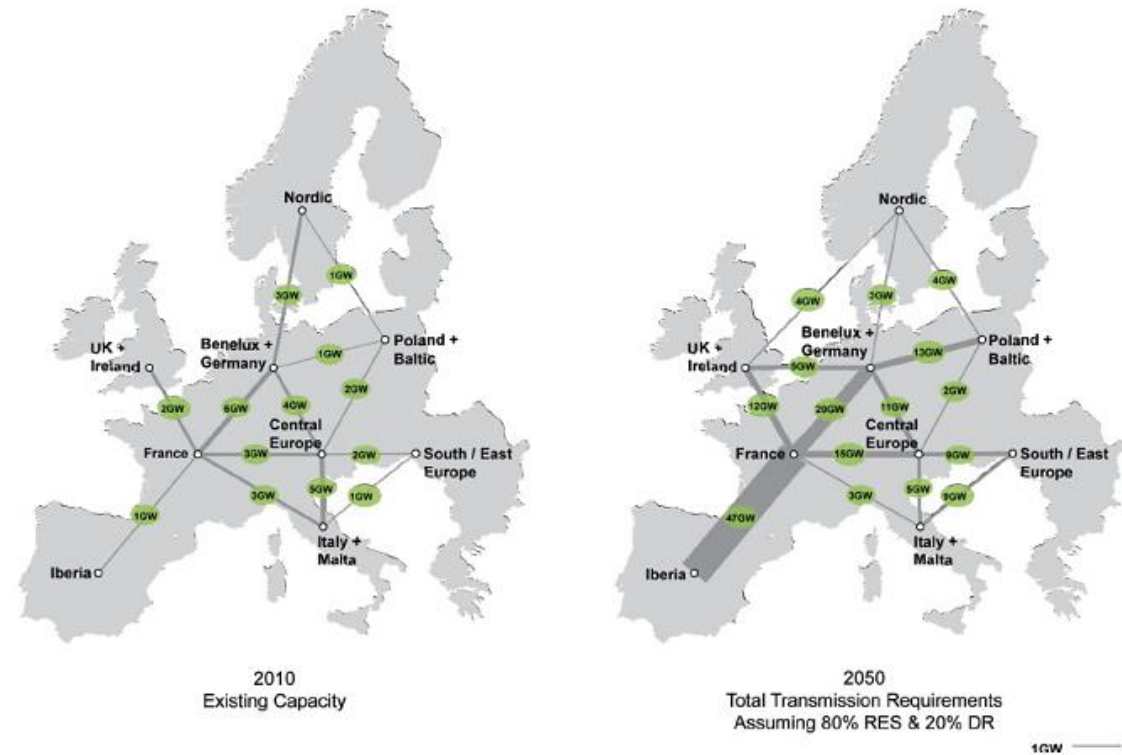 Nordic
1GW
3GW
Benelux +
Germany
Poland +
Baltic
1GW
UK +
Ireland
2GW
2GW
6GW
4GW
Central
Europe
France
3GW
2GW
South / East
Europe
3GW
5GW
1GW
1GW
Italy +
Malta
Iberia
2010
Existing Capacity
Nordic
4GW
4GW
3GW
Benelux +
Germany
Poland +
Baltic
13GW
UK +
Ireland
5GW
2GW
12GW
20GW
11GW
Central
Europe
France
15GW
9GW
South / East
Europe
3GW
5GW
9GW
47GW
Italy +
Malta
Iberia
2050
Total Transmission Requirements
Assuming 80% RES & 20% DR
1GW